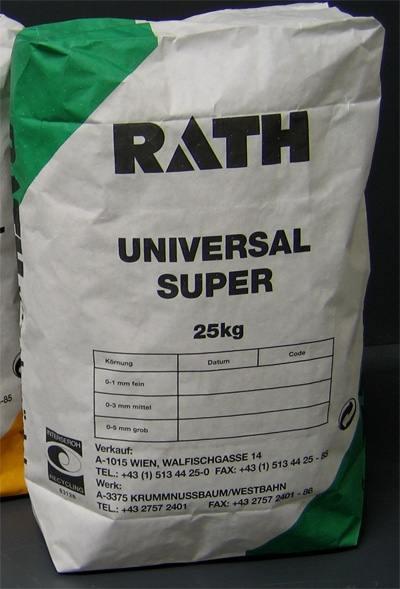 RATH
UNIVERSAL
SUPER
25kg
Körnung Datum Code
0-1 mm fein
0-3 mm mittel
0-5 mm grob
INTERSEROH
RECYCLING
83128
Verkauf:
A-1015 WIEN, WALFISCHGASSE 14
TEL.: +43 (1) 513 44 25-0 FAX: +43 (1) 513 44 25 - 85
Werk:
A-3375 KRUMMNUSSBAUM/WESTBAHN
TEL.: +43 2757 2401 FAX: +43 2757 2401 - 86
-85